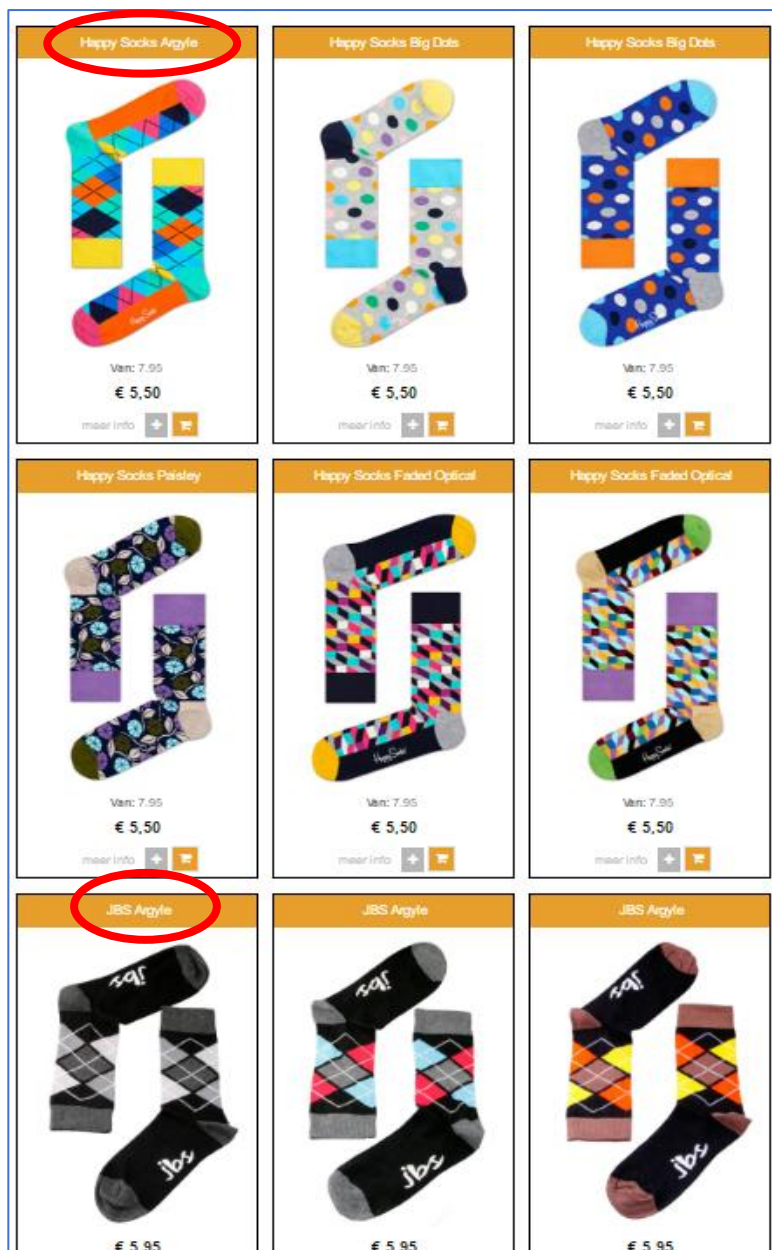 Happy Socks Argyle
Happy Socks Big Dots
Happy Socks Big Dots
Happy Socks
Van: 7.95
Van: 7.95
Van: 7.95
€ 5,50
€ 5,50
€ 5,50
meer info
meer info
meer info
Happy Socks Paisley
Happy Socks Faded Optical
Happy Socks Faded Optical
Happy Socks
Van: 7.95
Van: 7.95
Van: 7.95
€ 5,50
€ 5,50
€ 5,50
meer info
meer info
meer info
JBS Argyle
JBS Argyle
JBS Argyle
jbs
jbs
jbs
jbs
jbs
jbs
€ 5,95
€ 5,95
€ 5,95